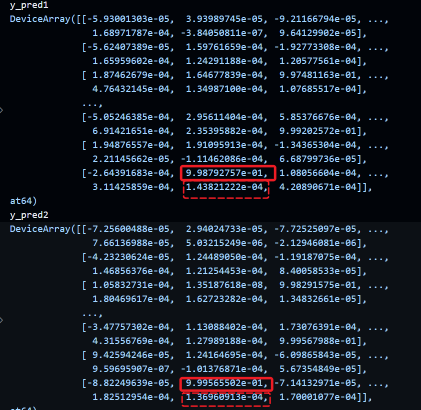 y_pred1
DeviceArray([[-5.93001303e-05, 3.93989745e-05, -9.21166794e-05, ...,
1.68971787e-04, -3.84050811e-07, 9.64129902e-05],
[-5.62407389e-05, 1.59761659e-04, -1.92773308e-04, ...,
1.65959602e-04, 1.24291188e-04, 1.20577561e-04],
[ 1.87462679e-04, 1.64677839e-04, 9.97481163e-01, ...,
4.76432145e-04, 1.34987100e-04, 1.07685517e-04],
...,
[-5.05246385e-04, 2.95611404e-04, 5.85376676e-04, ...,
6.91421651e-04, 2.35395882e-04, 9.99202572e-01],
[ 1.94876557e-04, 1.91095913e-04, -1.34365304e-04, ...,
2.21145662e-05, -1.11462086e-04, 6.68799736e-05],
[-2.64391683e-04, 9.98792757e-01, 1.08056604e-04, ...,
3.11425859e-04, 1.43821222e-04, 4.20890671e-04]],
at64)
y_pred2
DeviceArray([[-7.25600488e-05, 2.94024733e-05, -7.72525097e-05, ...,
7.66136988e-05, 5.03215249e-06, -2.12946081e-06],
[-4.23230624e-05, 1.24489050e-04, -1.19187075e-04, ...,
1.46856376e-04, 1.21254453e-04, 8.40058533e-05],
[ 1.05832731e-04, 1.35187618e-08, 9.98291575e-01, ...,
1.80469617e-04, 1.62723282e-04, 1.34832661e-05],
...,
[-3.47757302e-04, 1.13088402e-04, 1.73076391e-04, ...,
4.31556769e-04, 1.27989188e-04, 9.99567988e-01],
[ 9.42594246e-05, 1.24164695e-04, -6.09865843e-05, ...,
9.59695907e-07, -1.01376871e-04, 5.67354849e-05],
[-8.82249639e-05, 9.99565502e-01, -7.14132971e-05, ...,
1.82512954e-04, 1.36960913e-04, 1.70001077e-04]],
at64)